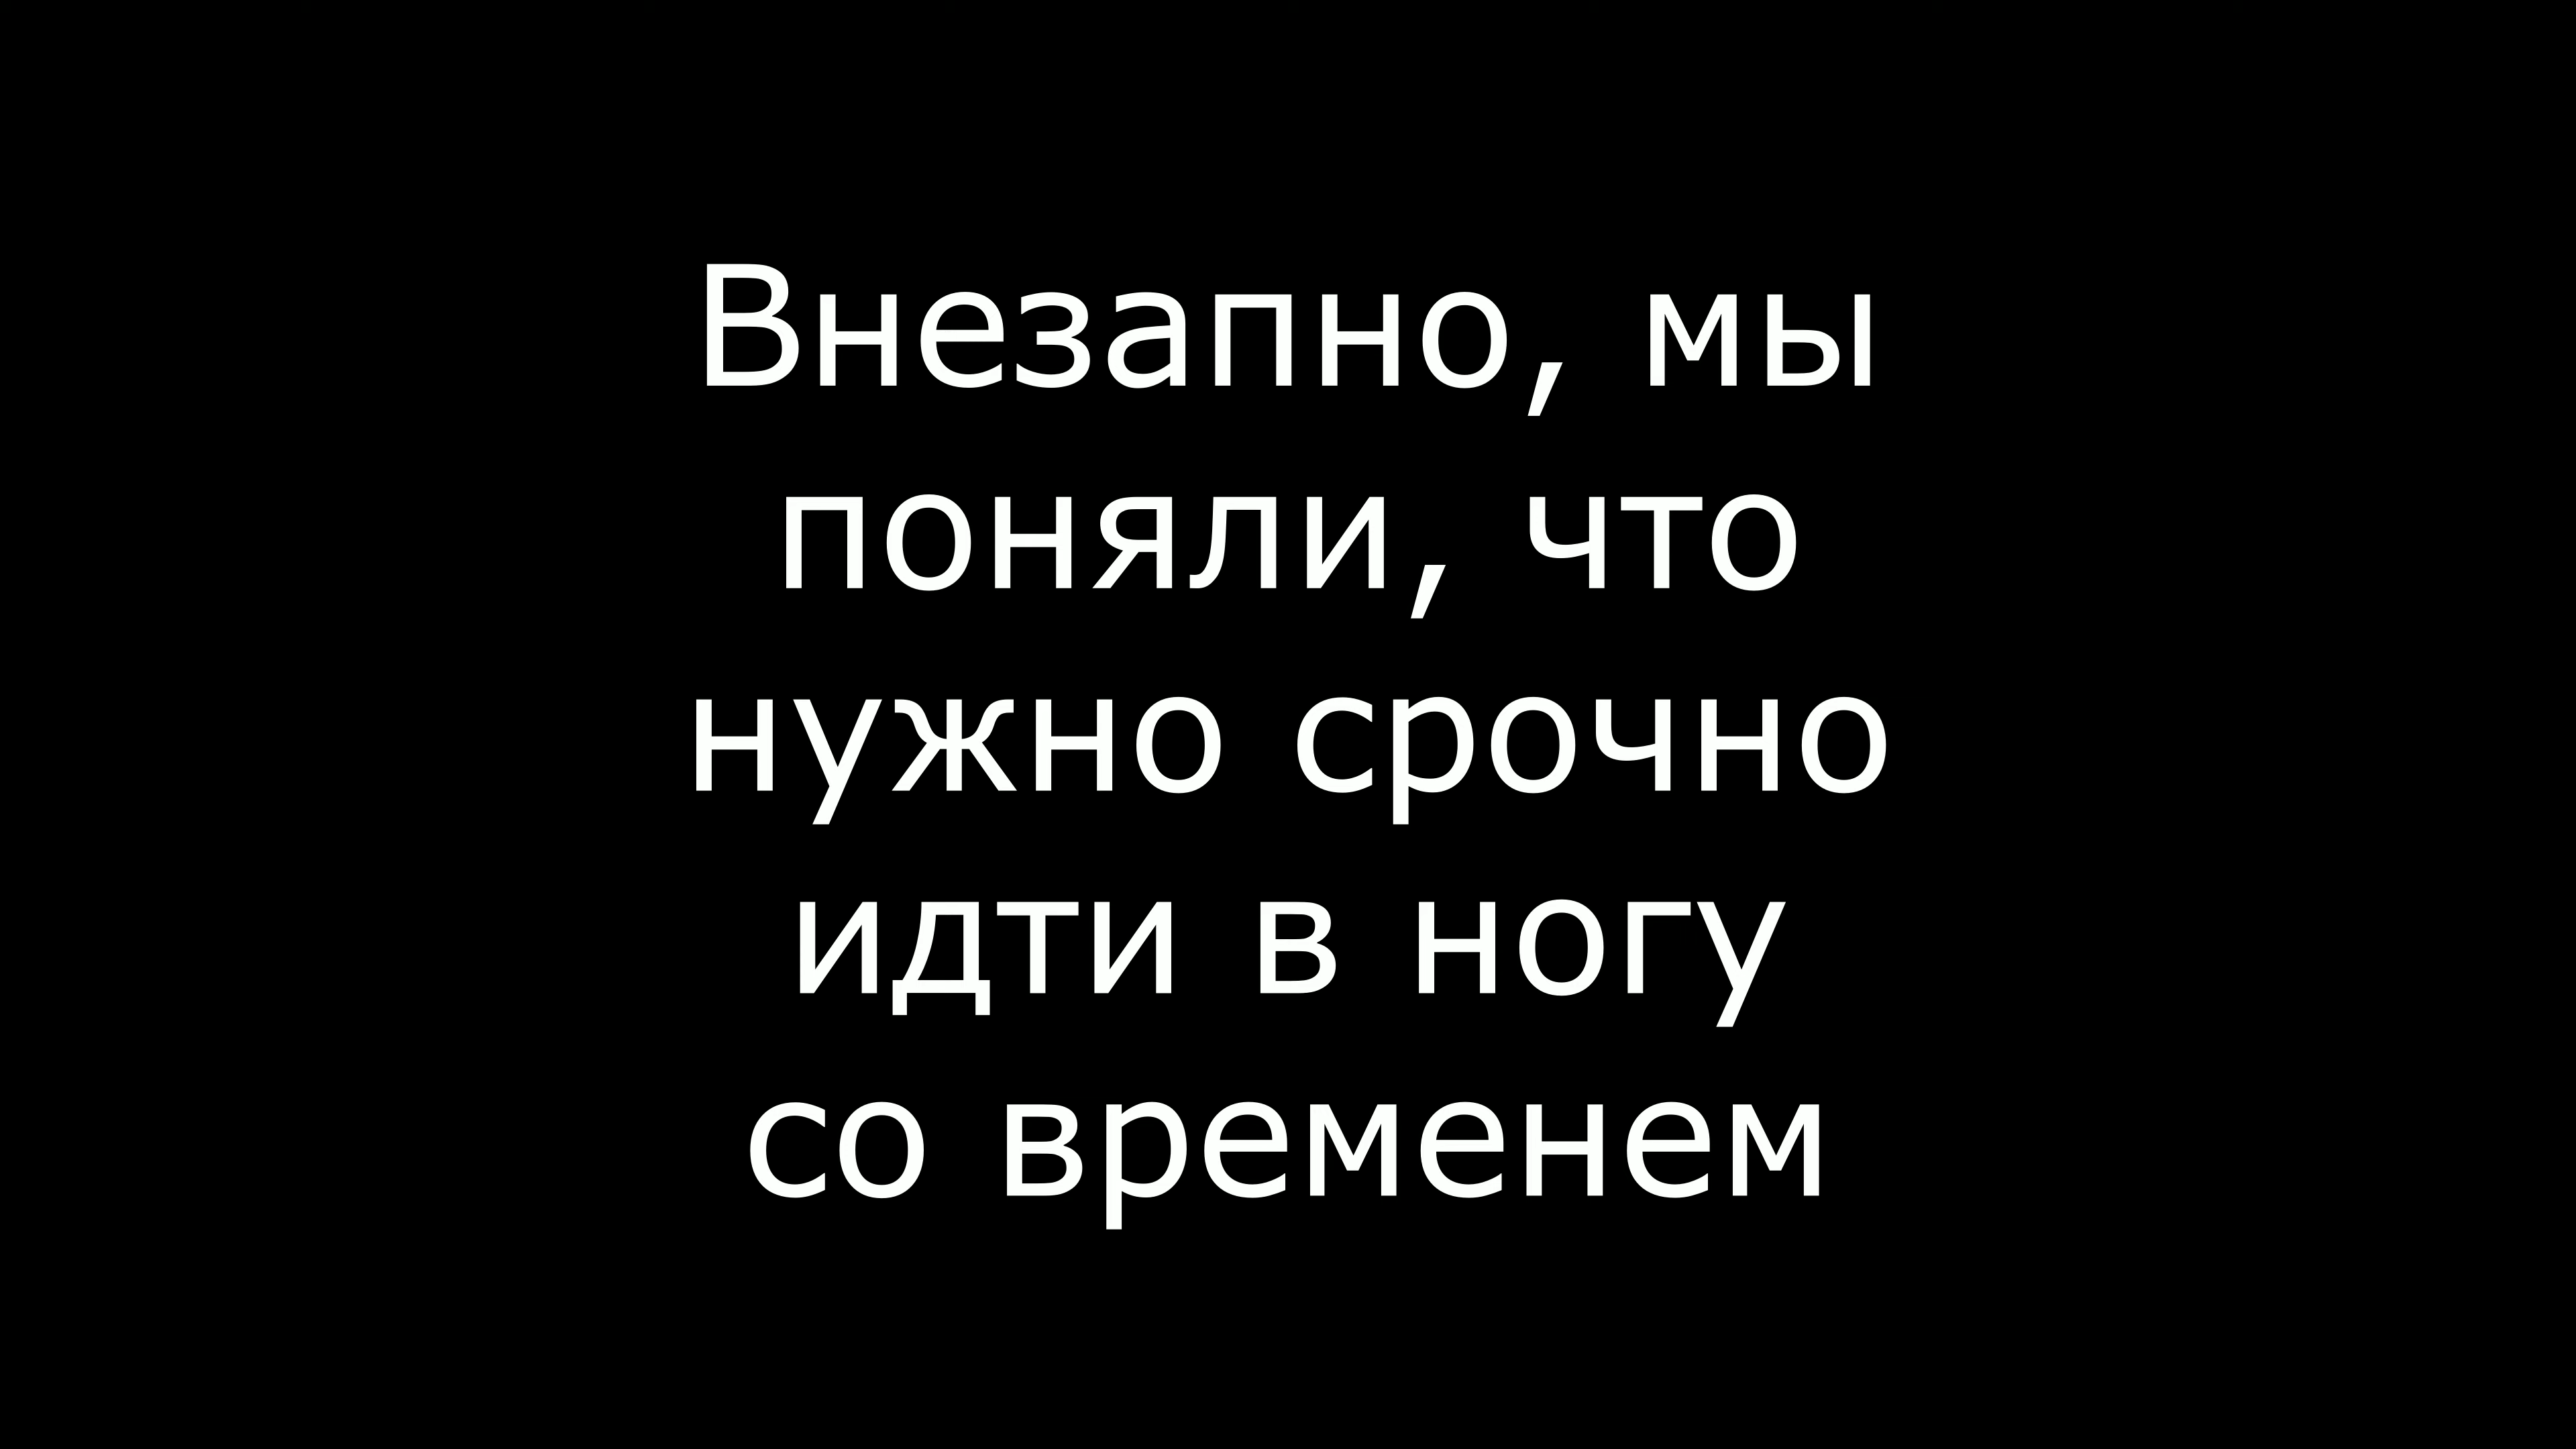 Внезапно, мы
поняли, что
нужно срочно
идти в ногу
со временем